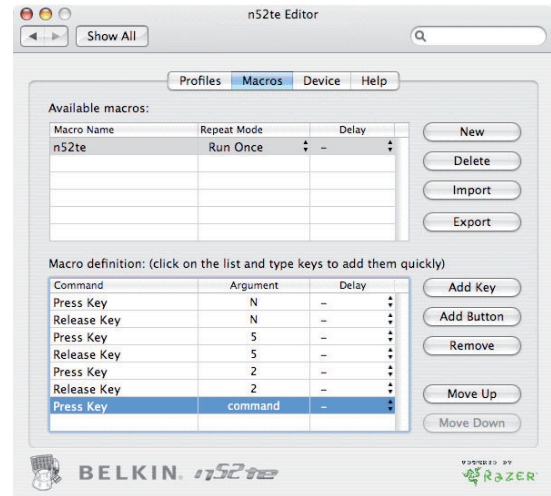 n52te Editor
Show All
Profiles Macros Device Help
Available macros:
Macro Name Repeat Mode Delay
New
n52te Run Once –
Delete
Import
Export
Macro definition: (click on the list and type keys to add them quickly)
Command Argument Delay
Add Key
Press Key N –
Release Key N –
Add Button
Press Key 5 –
Release Key 5 –
Remove
Press Key 2 –
Release Key 2 –
Press Key command –
Move Up
Move Down
BELKIN. n52te
POWERED BY
RAZER